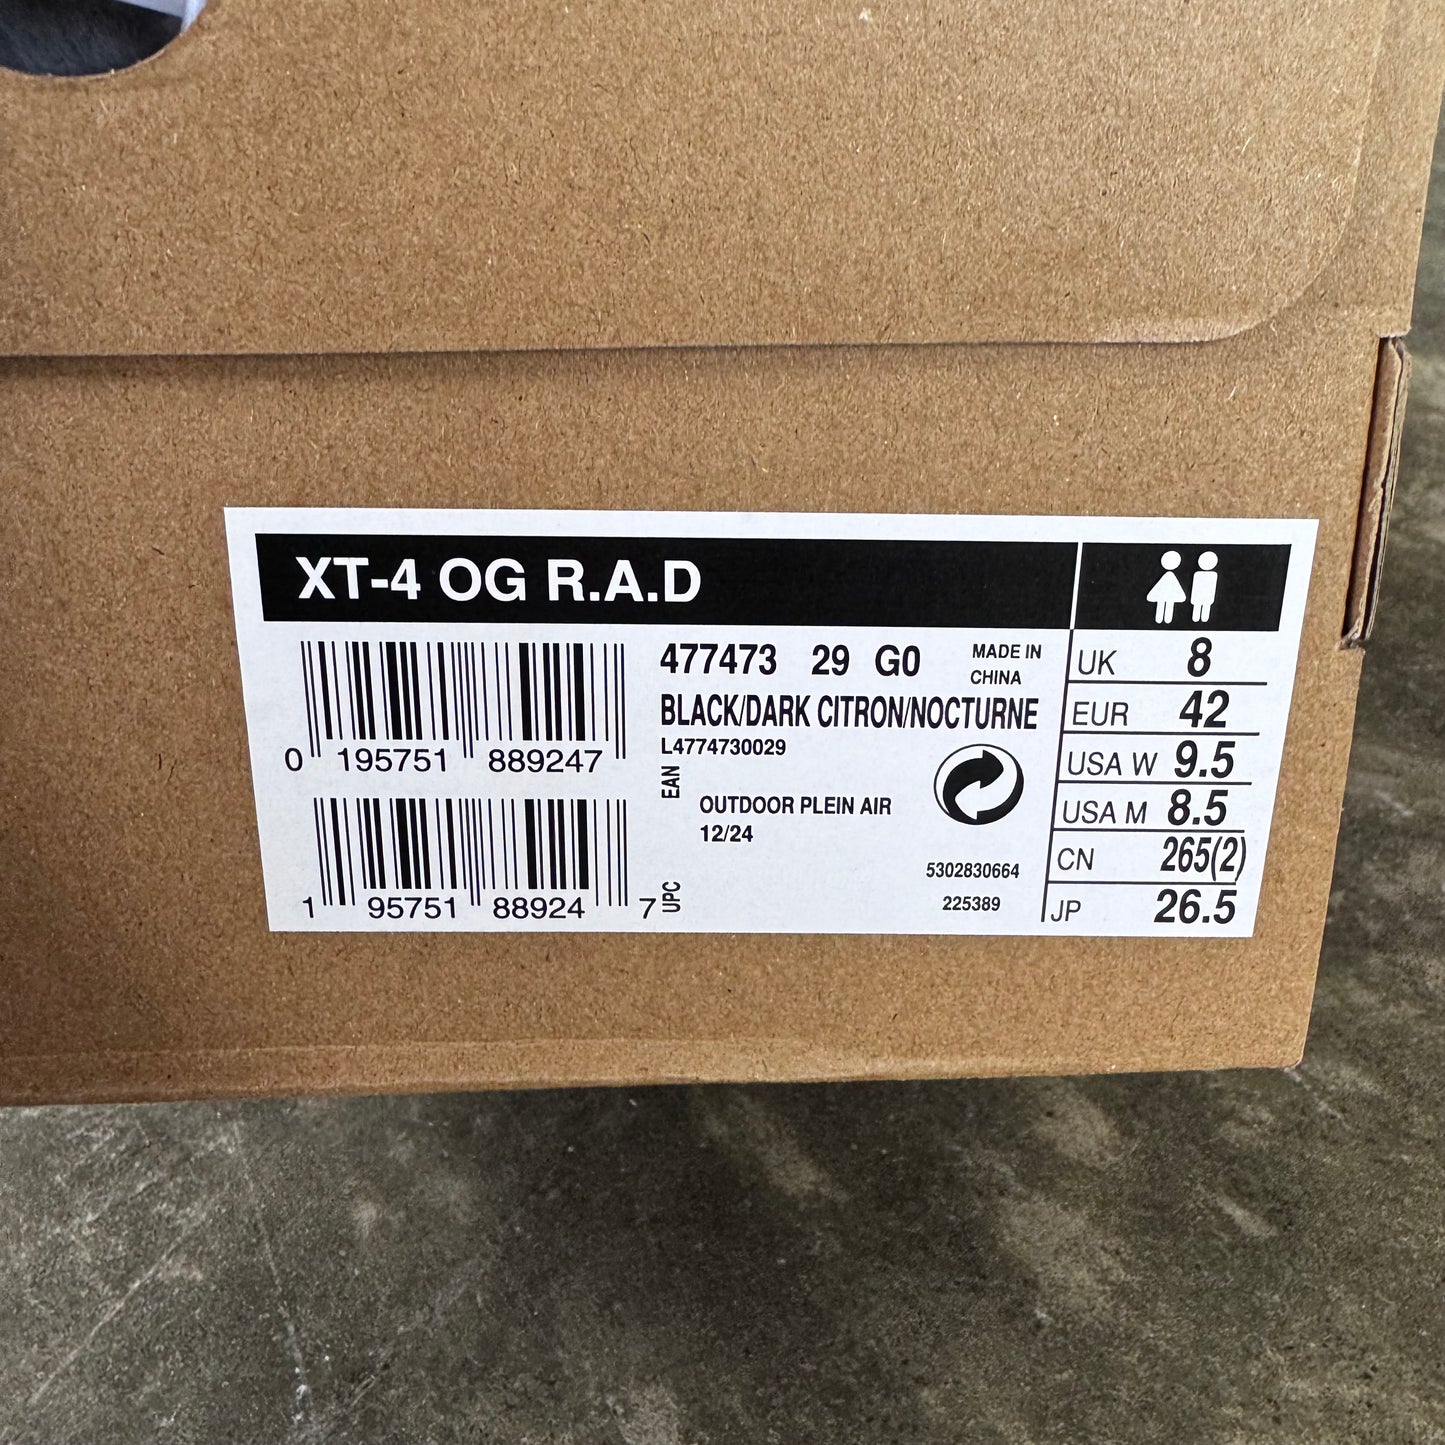 XT-4 OG R.A.D
0 195751 889247
EAN
1 95751 88924 7
UPC
477473 29 G0
MADE IN
CHINA
BLACK/DARK CITRON/NOCTURNE
L4774730029
OUTDOOR PLEIN AIR
12/24
5302830664
225389
UK 8
EUR 42
USA W 9.5
USA M 8.5
CN 265(2)
JP 26.5